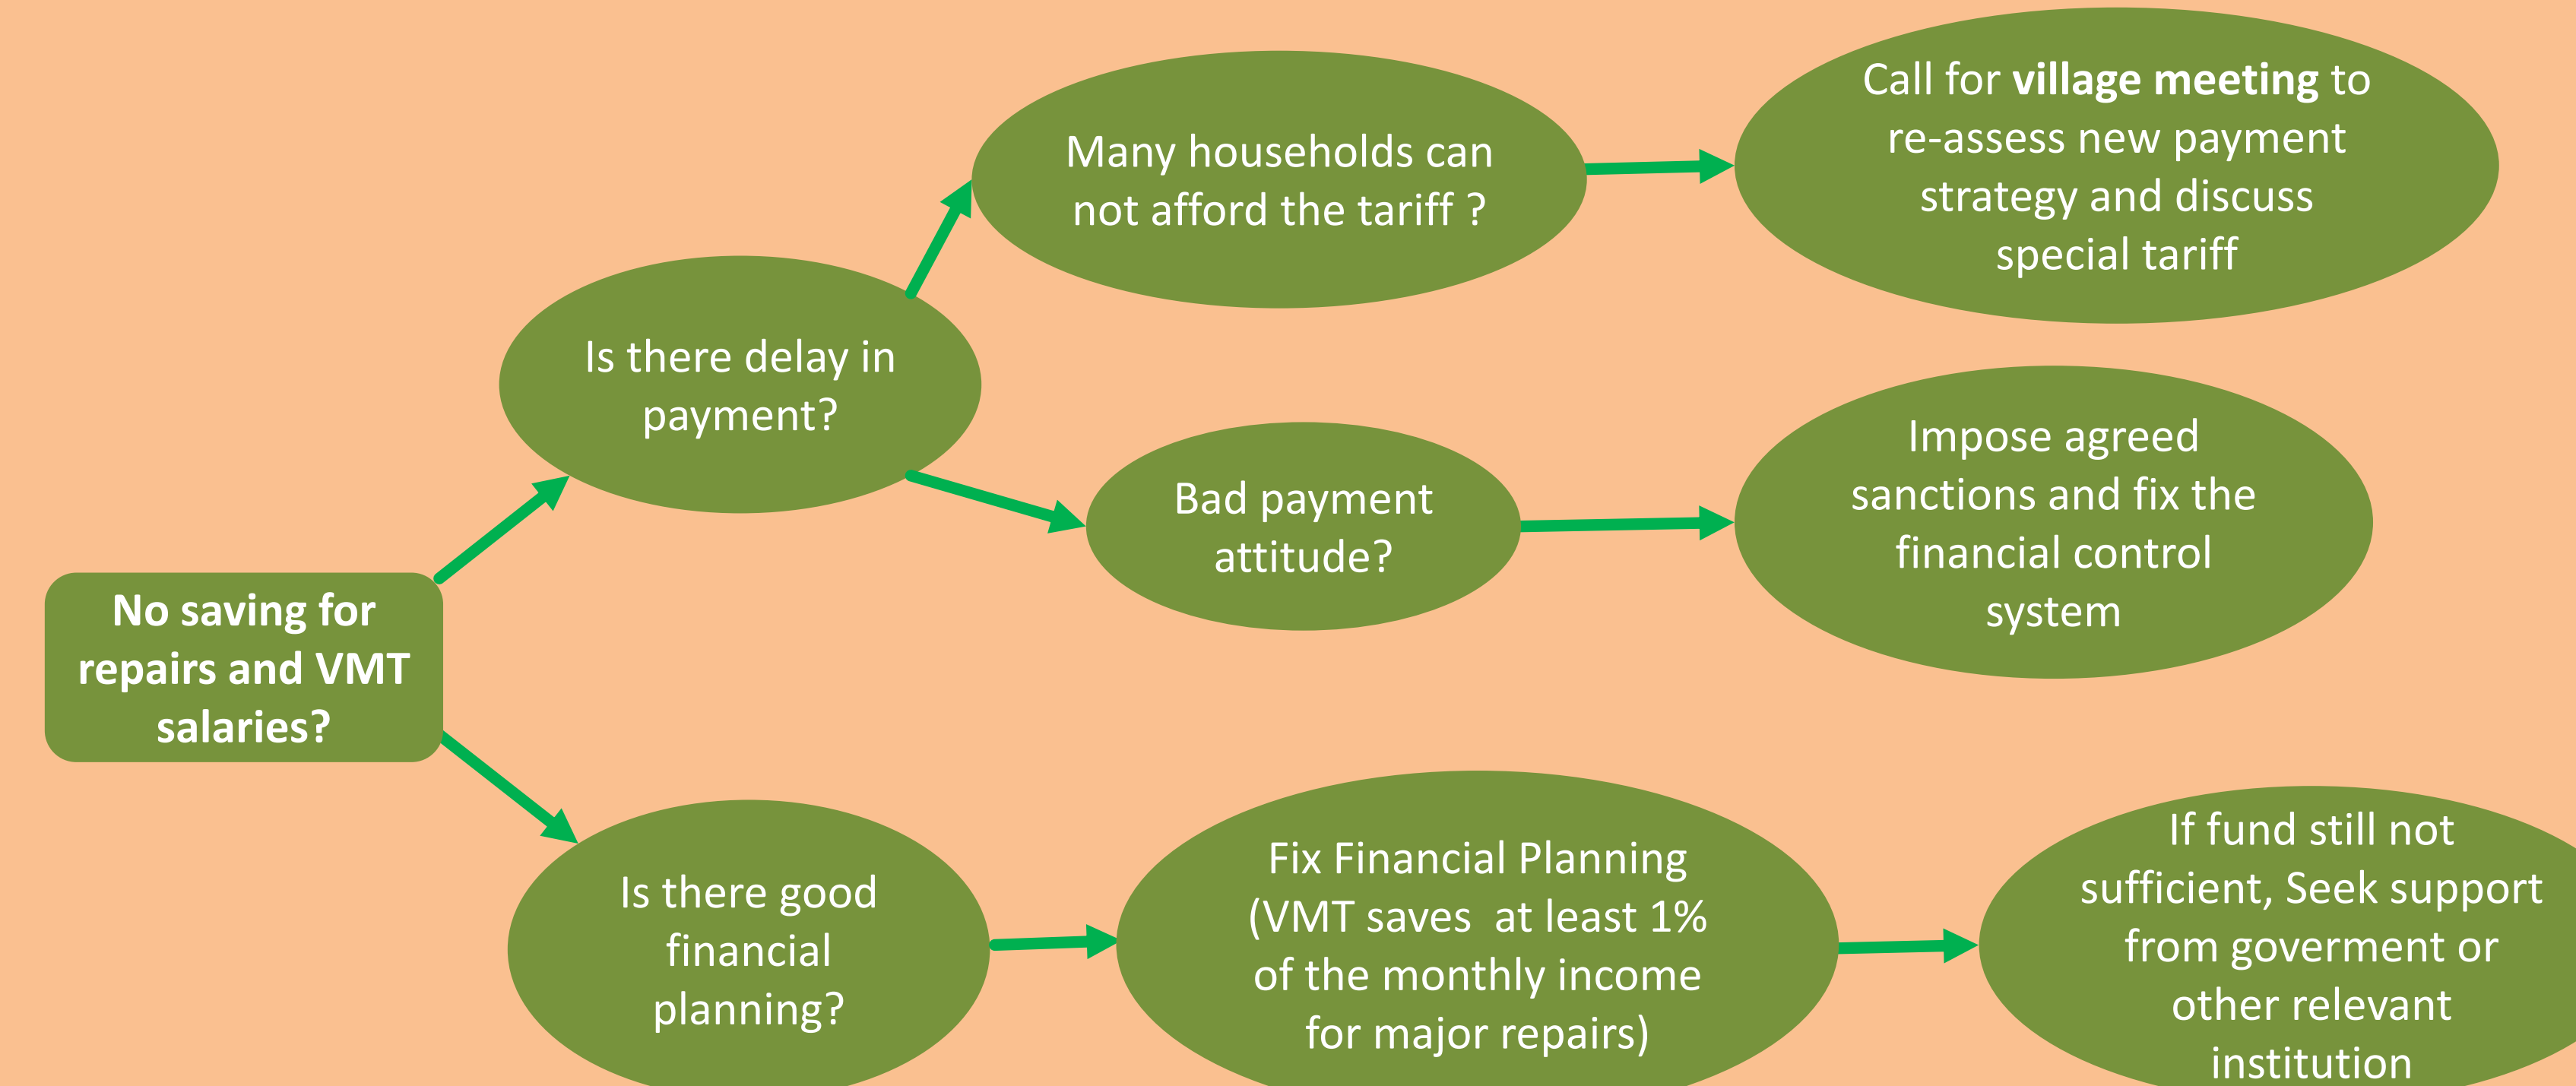 No saving for
repairs and VMT
salaries?
Is there delay in
payment?
Many households can
not afford the tariff ?
Call for village meeting to
re-assess new payment
strategy and discuss
special tariff
Bad payment
attitude?
Impose agreed
sanctions and fix the
financial control
system
Is there good
financial
planning?
Fix Financial Planning
(VMT saves  at least 1%
of the monthly income
for major repairs)
If fund still not
sufficient, Seek support
from goverment or
other relevant
institution